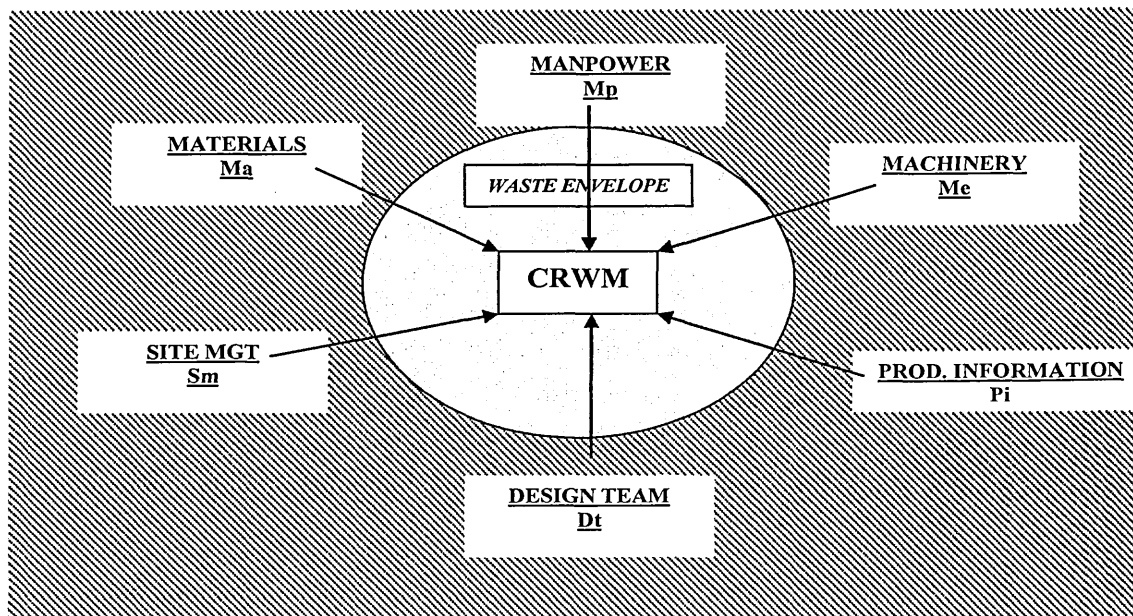 MANPOWER
Mp
MATERIALS
Ma
WASTE ENVELOPE
MACHINERY
Me
CRWM
SITE MGT
Sm
PROD. INFORMATION
Pi
DESIGN TEAM
Dt